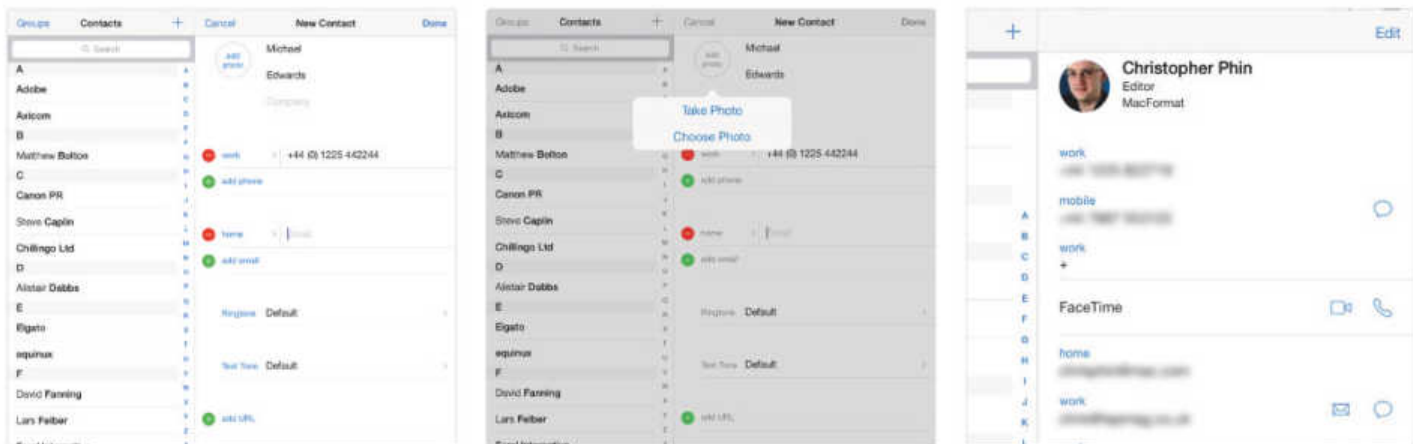 Groups Contacts + Cancel New Contact Done
Search
add photo
Michael
Edwards
Company
A
Adobe
Axicom
B
Matthew Bolton
C
Canon PR
Steve Caplin
Chillingo Ltd
D
Alistair Dabbs
E
Elgato
equinux
F
David Fanning
Lars Felber
work +44 (0) 1225 442244
add phone
home Email
add email
Ringtone Default
Text Tone Default
add URL
Groups Contacts + Cancel New Contact Done
Search
add photo
Michael
Edwards
Take Photo
Choose Photo
A
Adobe
Axicom
B
Matthew Bolton
C
Canon PR
Steve Caplin
Chillingo Ltd
D
Alistair Dabbs
E
Elgato
equinux
F
David Fanning
Lars Felber
work +44 (0) 1225 442244
add phone
home Email
add email
Ringtone Default
Text Tone Default
add URL
+ Edit
Christopher Phin
Editor
MacFormat
work
mobile
work
+
FaceTime
home
work
A
B
C
D
E
F
G
H
I
J
K
L